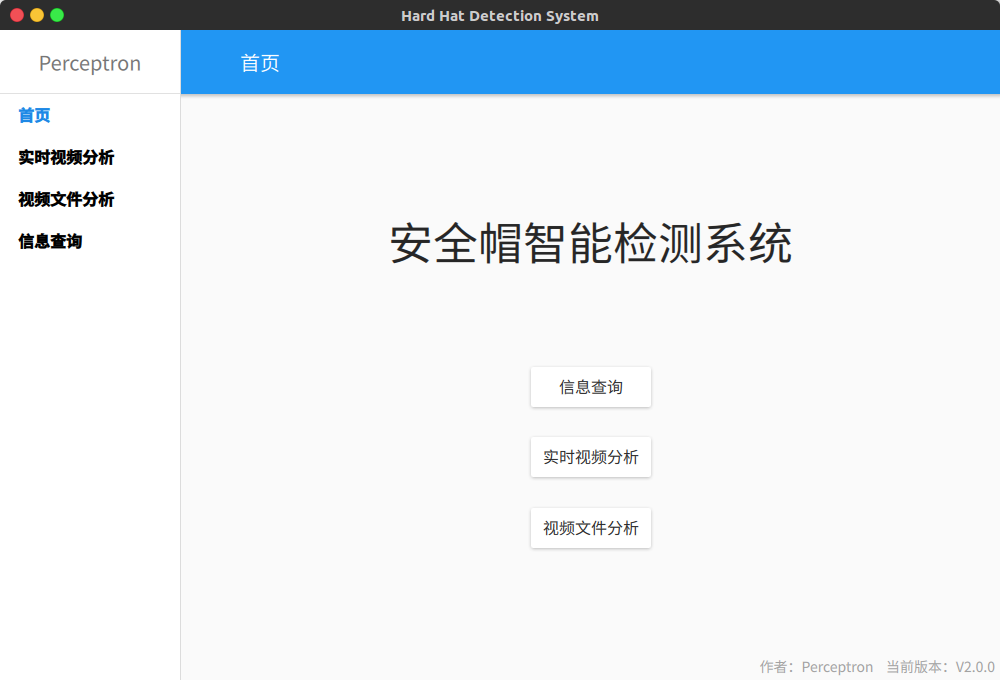 Hard Hat Detection System
Perceptron
首页
首页
实时视频分析
视频文件分析
信息查询
安全帽智能检测系统
信息查询
实时视频分析
视频文件分析
作者：Perceptron 当前版本：V2.0.0